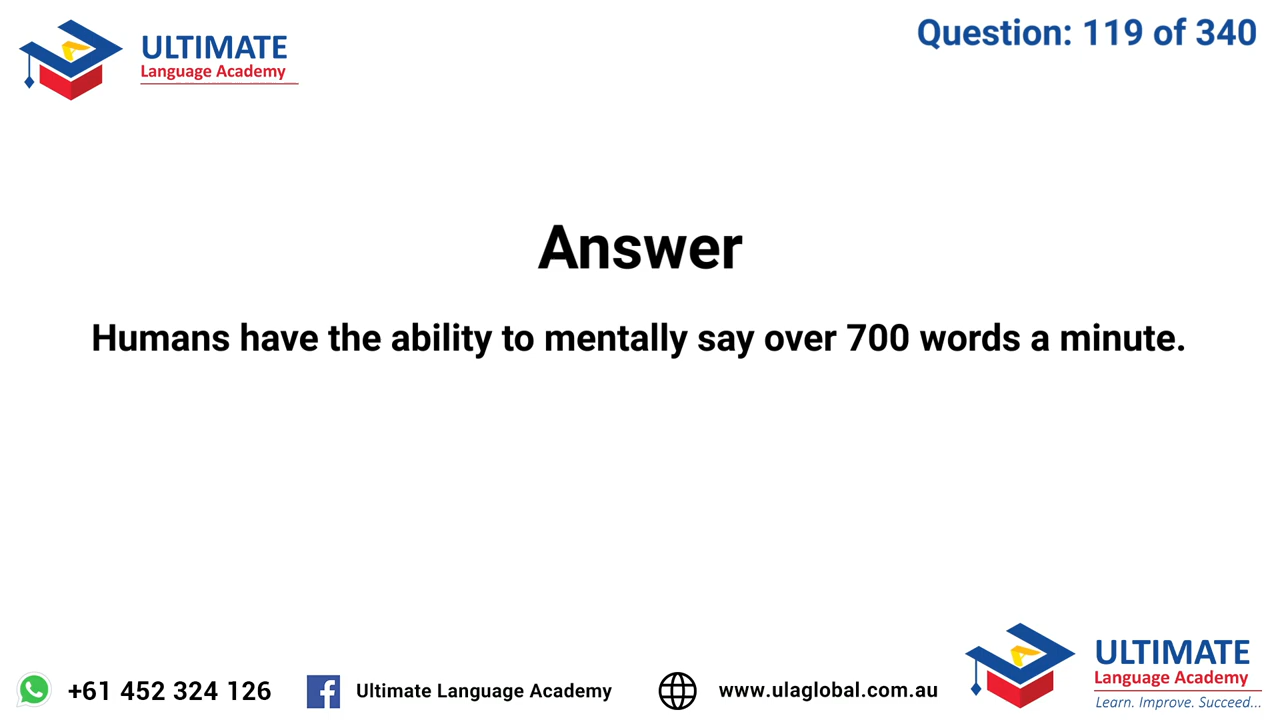 ULTIMATE
Language Academy
Question: 119 of 340
Answer
Humans have the ability to mentally say over 700 words a minute.
+61 452 324 126
Ultimate Language Academy
www.ulaglobal.com.au
ULTIMATE
Language Academy
Learn. Improve. Succeed...